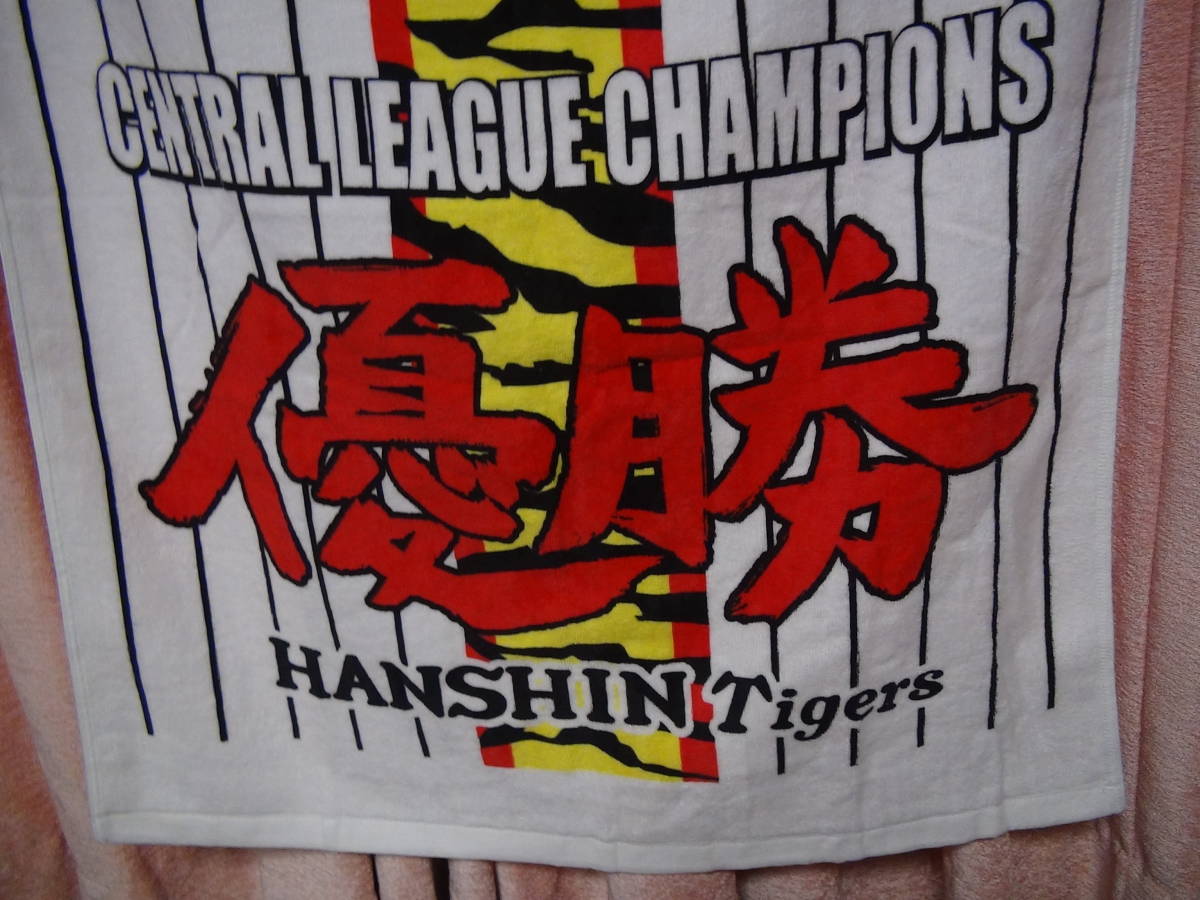 CENTRAL LEAGUE CHAMPIONS
優勝
HANSHIN Tigers